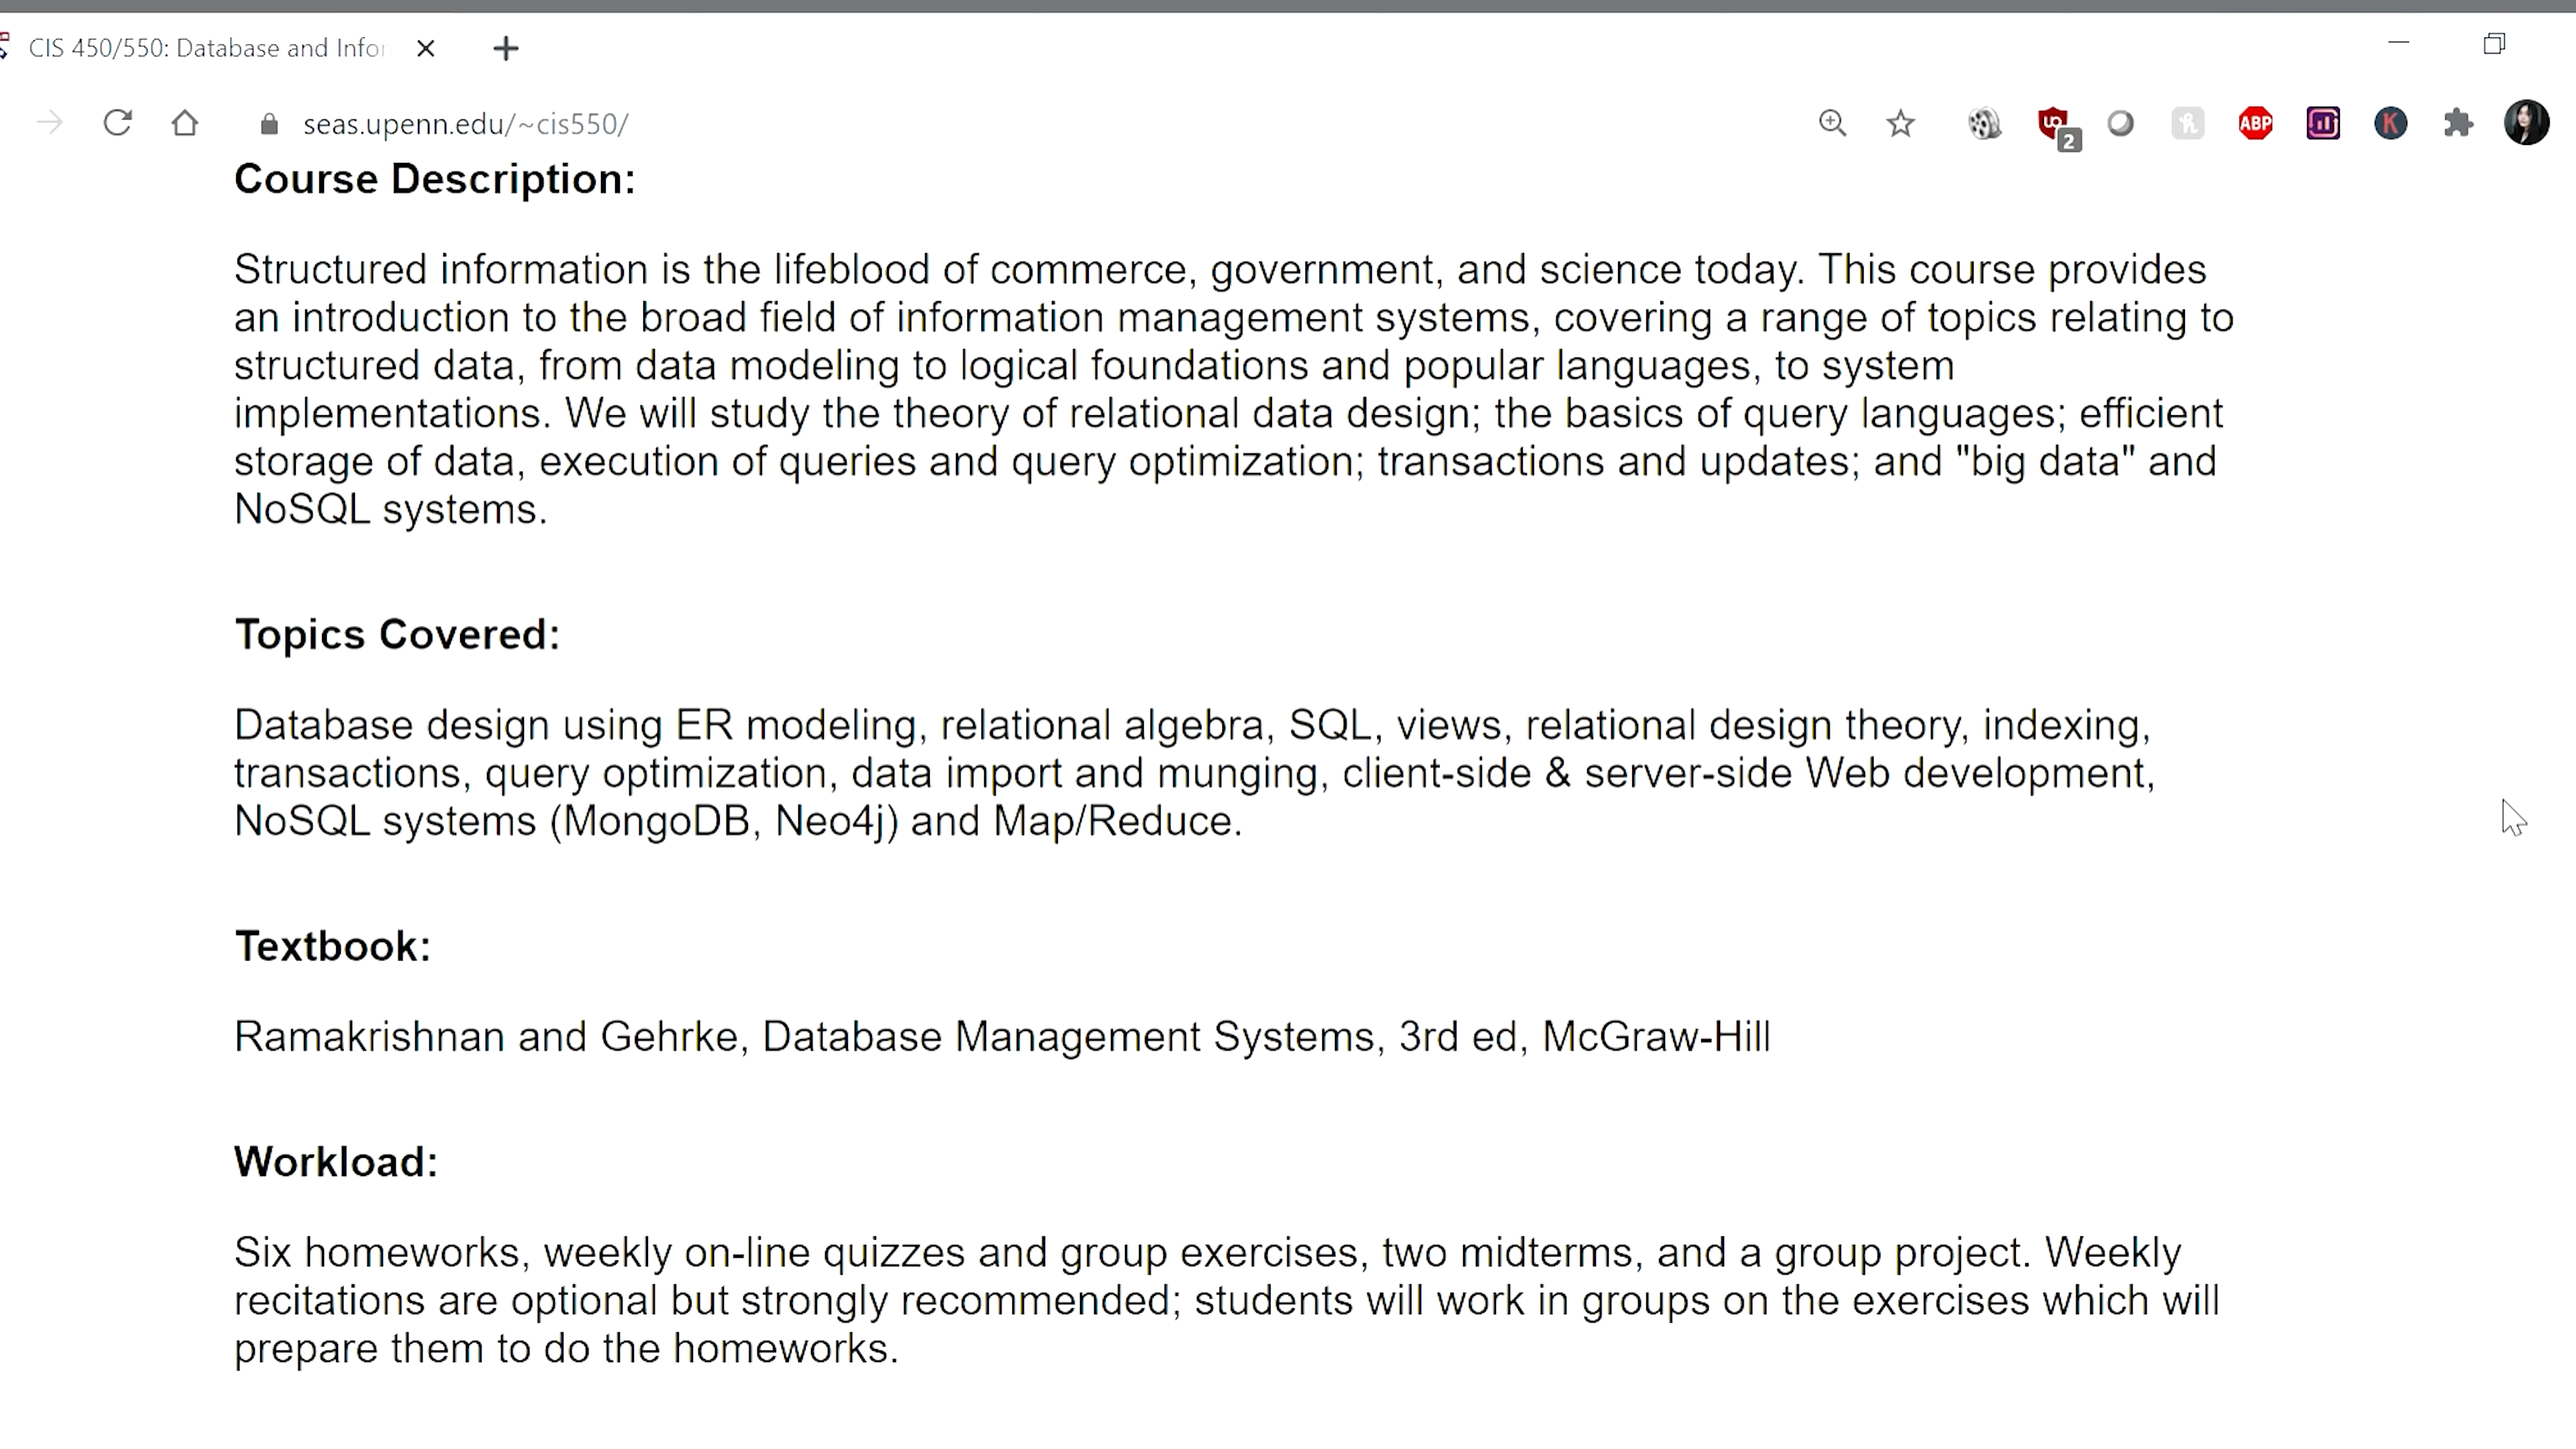 CIS 450/550: Database and Infor
seas.upenn.edu/~cis550/
2
ABP
K
Course Description:
Structured information is the lifeblood of commerce, government, and science today. This course provides
an introduction to the broad field of information management systems, covering a range of topics relating to
structured data, from data modeling to logical foundations and popular languages, to system
implementations. We will study the theory of relational data design; the basics of query languages; efficient
storage of data, execution of queries and query optimization; transactions and updates; and "big data" and
NoSQL systems.
Topics Covered:
Database design using ER modeling, relational algebra, SQL, views, relational design theory, indexing,
transactions, query optimization, data import and munging, client-side & server-side Web development,
NoSQL systems (MongoDB, Neo4j) and Map/Reduce.
Textbook:
Ramakrishnan and Gehrke, Database Management Systems, 3rd ed, McGraw-Hill
Workload:
Six homeworks, weekly on-line quizzes and group exercises, two midterms, and a group project. Weekly
recitations are optional but strongly recommended; students will work in groups on the exercises which will
prepare them to do the homeworks.